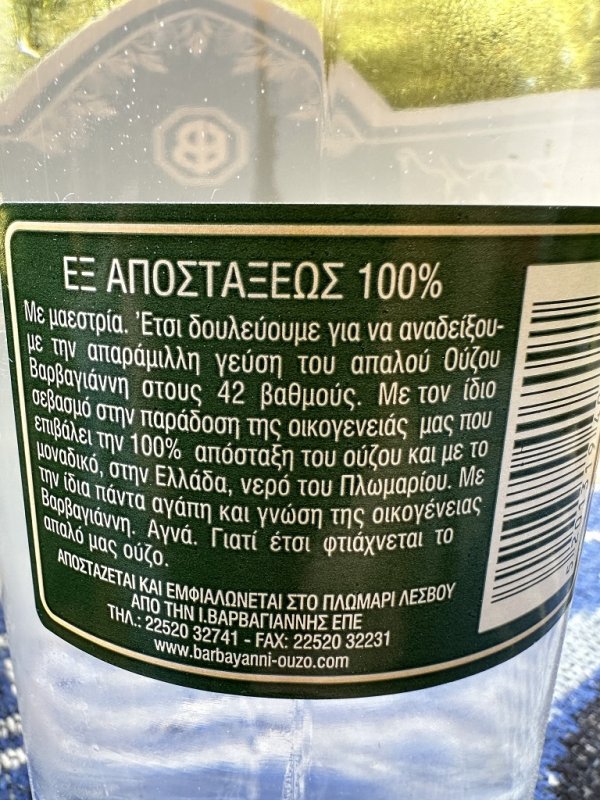 ΕΞ ΑΠΟΣΤΑΞΕΩΣ 100%
Με μαεστρία. Έτσι δουλεύουμε για να αναδείξου-
με την απαράμιλλη γεύση του απαλού Ούζου
Βαρβαγιάννη στους 42 βαθμούς. Με τον ίδιο
σεβασμό στην παράδοση της οικογενειάς μας που
επιβάλει την 100% απόσταξη του ούζου και με το
μοναδικό, στην Ελλάδα, νερό του Πλωμαρίου. Με
την ίδια πάντα αγάπη και γνώση της οικογένειας
Βαρβαγιάννη. Αγνά. Γιατί έτσι φτιάχνεται το
απαλό μας ούζο.
ΑΠΟΣΤΑΖΕΤΑΙ ΚΑΙ ΕΜΦΙΑΛΩΝΕΤΑΙ ΣΤΟ ΠΛΩΜΑΡΙ ΛΕΣΒΟΥ
ΑΠΟ ΤΗΝ Ι.ΒΑΡΒΑΓΙΑΝΝΗΣ ΕΠΕ
ΤΗΛ.: 22520 32741 - FAX: 22520 32231
www.barbayanni-ouzo.com